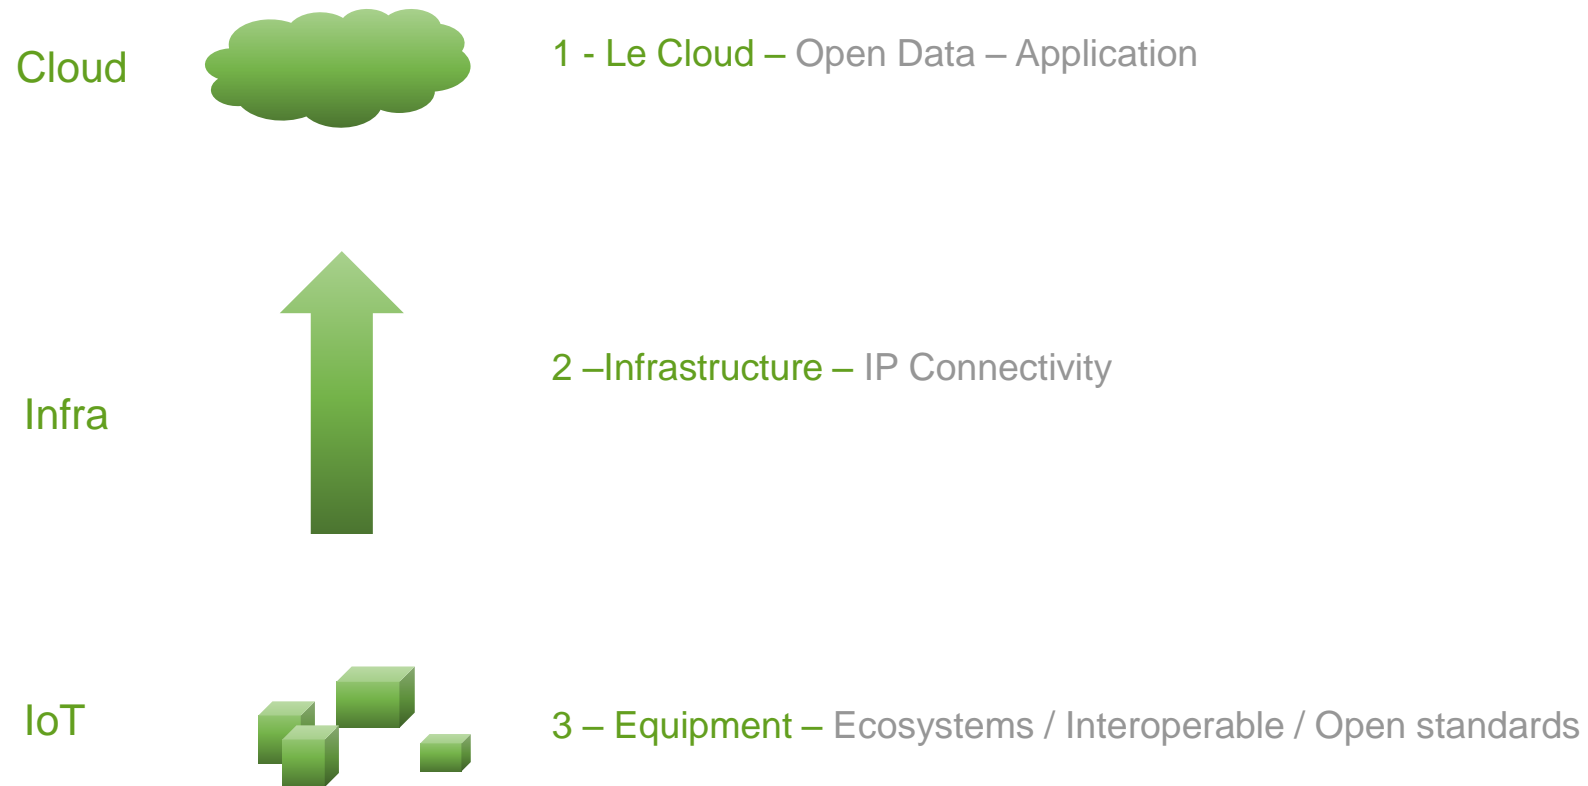 Cloud
1 - Le Cloud – Open Data – Application
2 –Infrastructure – IP Connectivity
Infra
IoT
3 – Equipment – Ecosystems / Interoperable / Open standards